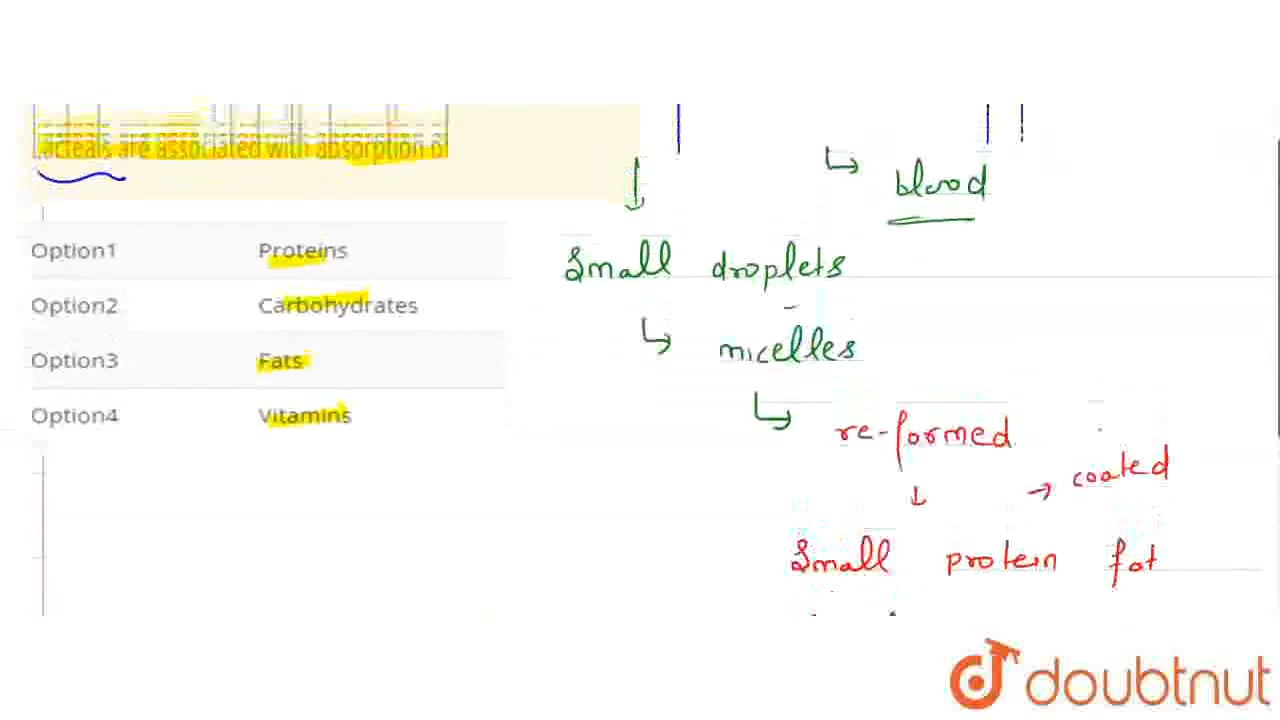 Lacteals are associated with absorption of
Option1 Proteins
Option2 Carbohydrates
Option3 Fats
Option4 Vitamins
↓ ↳ blood
Small droplets
↳ micelles
↳ re-formed
↓ → coated
Small protein fat
doubtnut